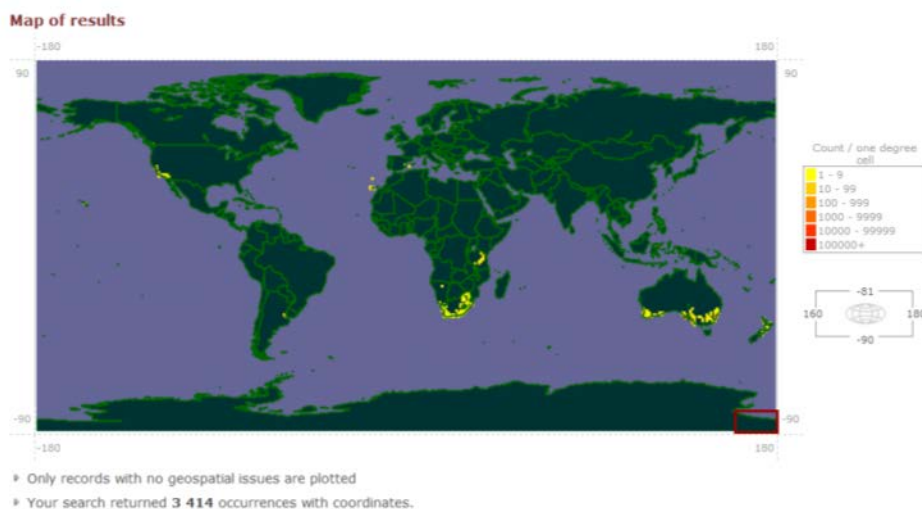 Map of results
-180
180
90
90
Count / one degree
cell
1 - 9
10 - 99
100 - 999
1000 - 9999
10000 - 99999
100000+
-81
160
180
-90
-90
-90
-180
180
Only records with no geospatial issues are plotted
Your search returned 3 414 occurrences with coordinates.